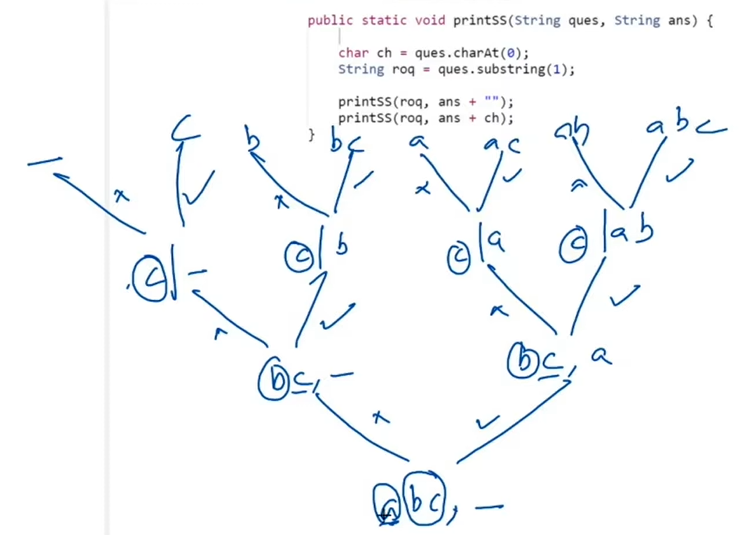 public static void printSS(String ques, String ans) {
char ch = ques.charAt(0);
String roq = ques.substring(1);
printSS(roq, ans + "");
printSS(roq, ans + ch);
}
— c b bc a ac ab abc
x ✓ x ✓ x ✓ x ✓
c|— c|b c|a c|ab
x ✓ x ✓
bc, — bc, a
x ✓
abc, —